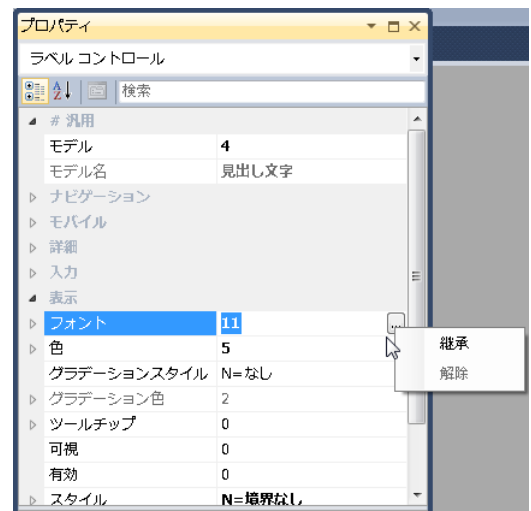 プロパティ
ラベル コントロール
検索
# 汎用
モデル 4
モデル名 見出し文字
ナビゲーション
モバイル
詳細
入力
表示
フォント 11 ...
継承
色 5
解除
グラデーションスタイル N=なし
グラデーション色 2
ツールチップ 0
可視 0
有効 0
スタイル N=境界なし